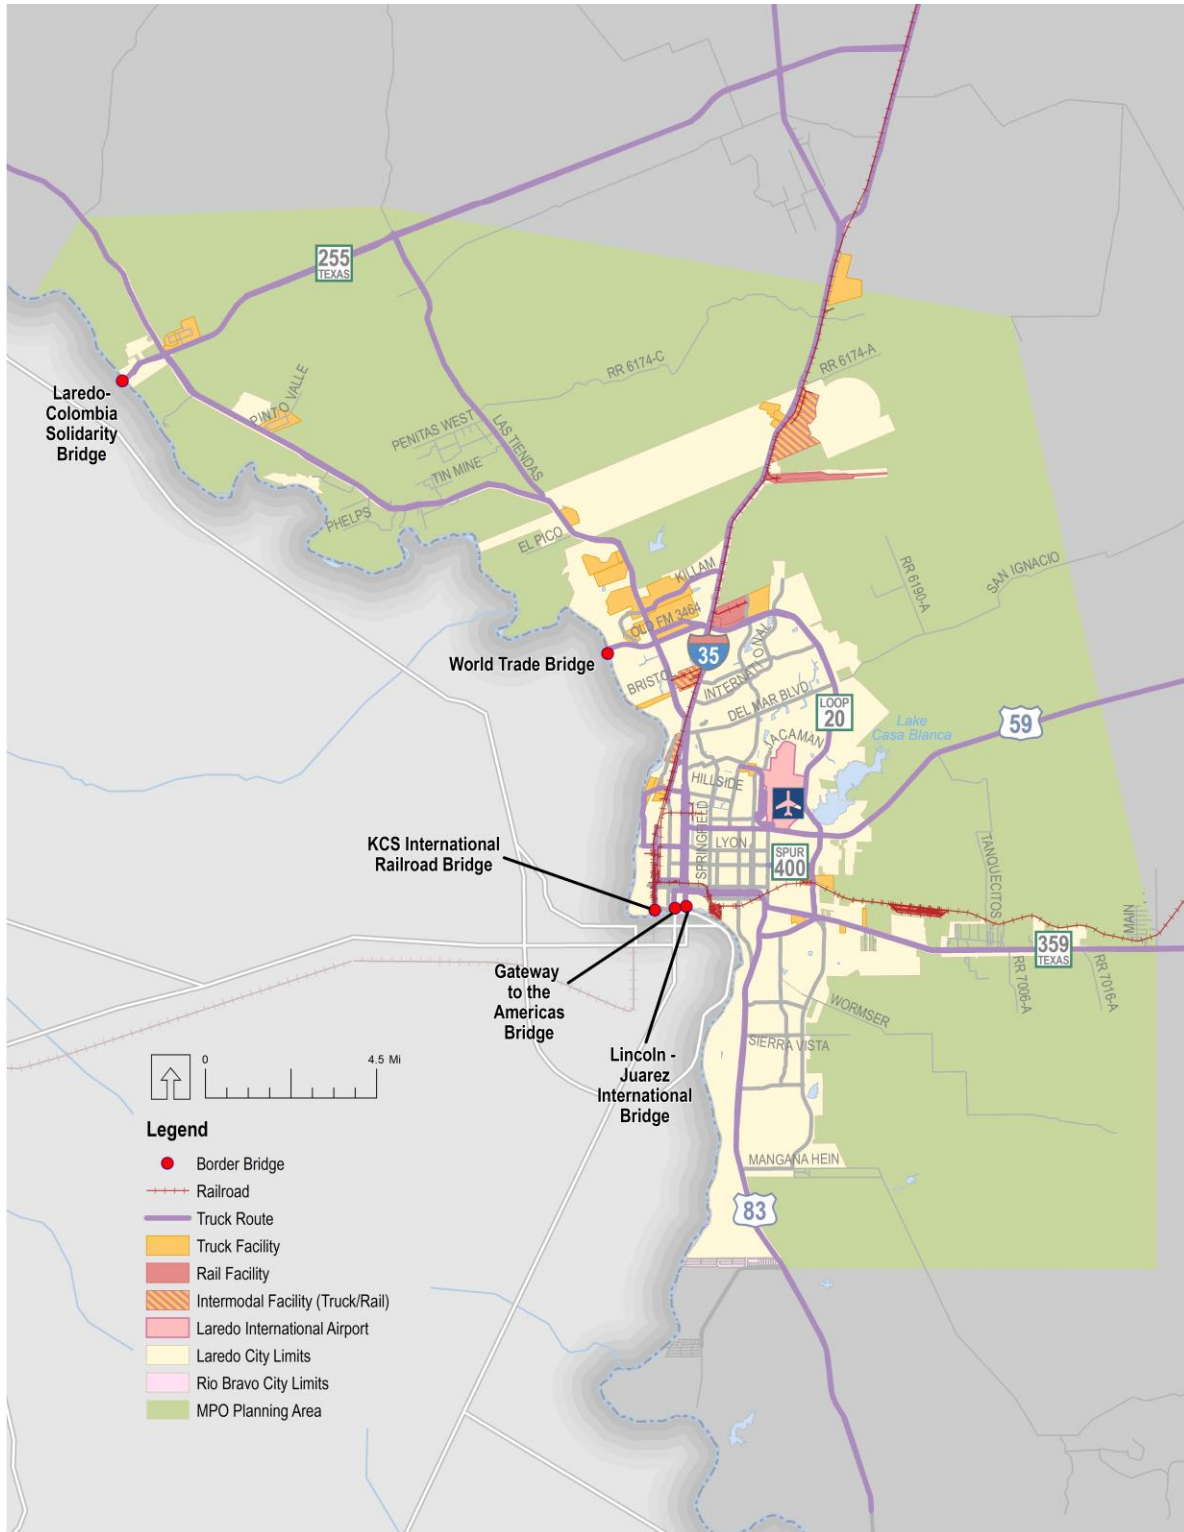 255
TEXAS
RR 6174-C
RR 6174-A
Laredo-
Colombia
Solidarity
Bridge
PINTO VALLE
PENITAS WEST
LAS TIENDAS
TIN MINE
PHELPS
EL PICO
KILLAM
RR 6190-A
SAN IGNACIO
OLD FM 3464
World Trade Bridge
35
BRISTO
INTERNATIONAL
DEL MAR BLVD
LOOP
20
Lake
Casa Blanca
59
JACAMAN
HILLSIDE
SPRINGFIELD
LYON
KCS International
Railroad Bridge
SPUR
400
TANQUECITOS
MAIN
359
TEXAS
RR 7006-A
RR 7016-A
Gateway
to the
Americas
Bridge
WORMSER
SIERRA VISTA
Lincoln -
Juarez
International
Bridge
0
4.5 Mi
MANGANA HEIN
83
Legend
Border Bridge
Railroad
Truck Route
Truck Facility
Rail Facility
Intermodal Facility (Truck/Rail)
Laredo International Airport
Laredo City Limits
Rio Bravo City Limits
MPO Planning Area